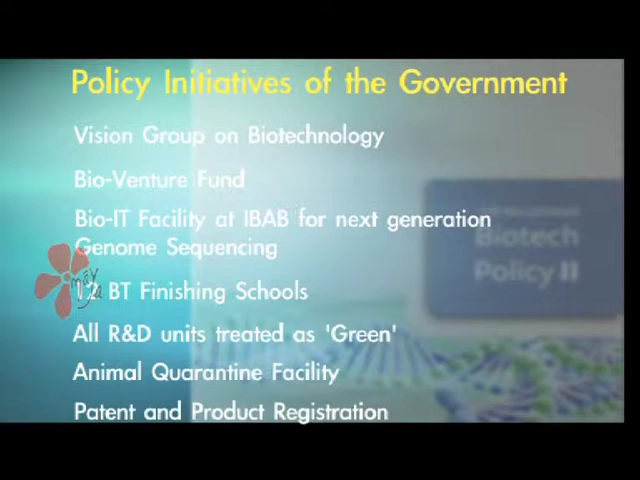 Policy Initiatives of the Government
Vision Group on Biotechnology
Bio-Venture Fund
Bio-IT Facility at IBAB for next generation
Genome Sequencing
12 BT Finishing Schools
All R&D units treated as 'Green'
Animal Quarantine Facility
Patent and Product Registration
Biotech
Policy II